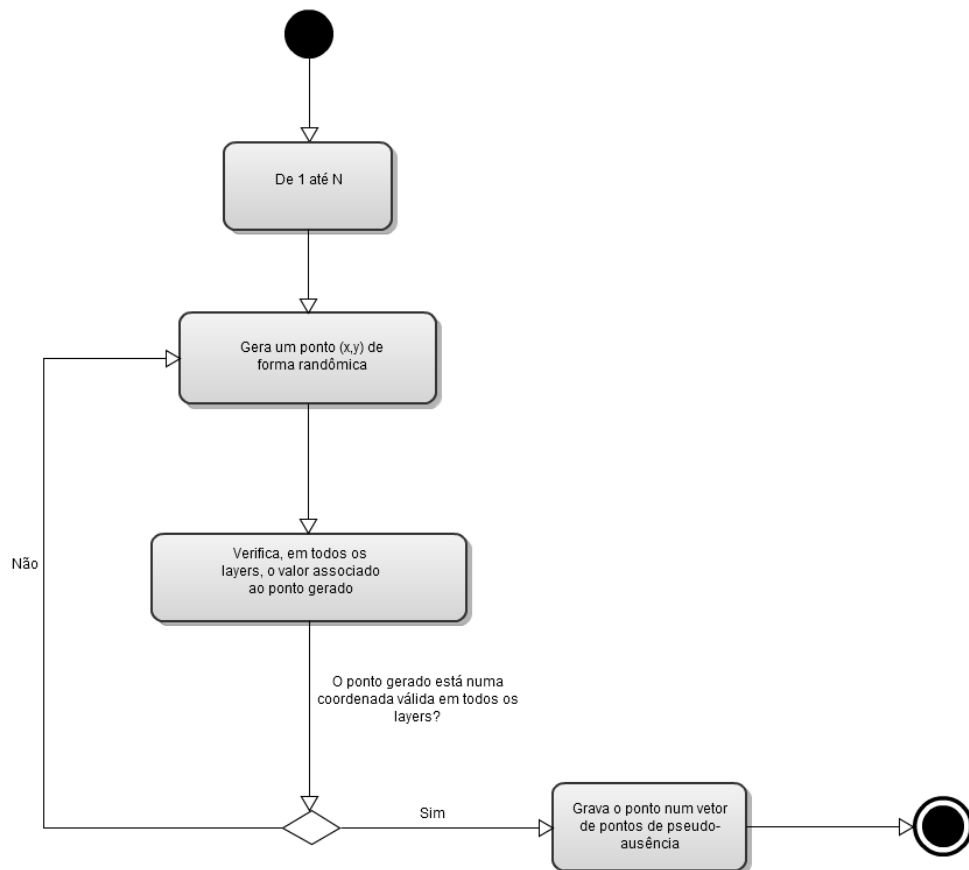 De 1 até N
Gera um ponto (x,y) de
forma randômica
Verifica, em todos os
layers, o valor associado
ao ponto gerado
Não
O ponto gerado está numa
coordenada válida em todos os
layers?
Sim
Grava o ponto num vetor
de pontos de pseudo-
ausência